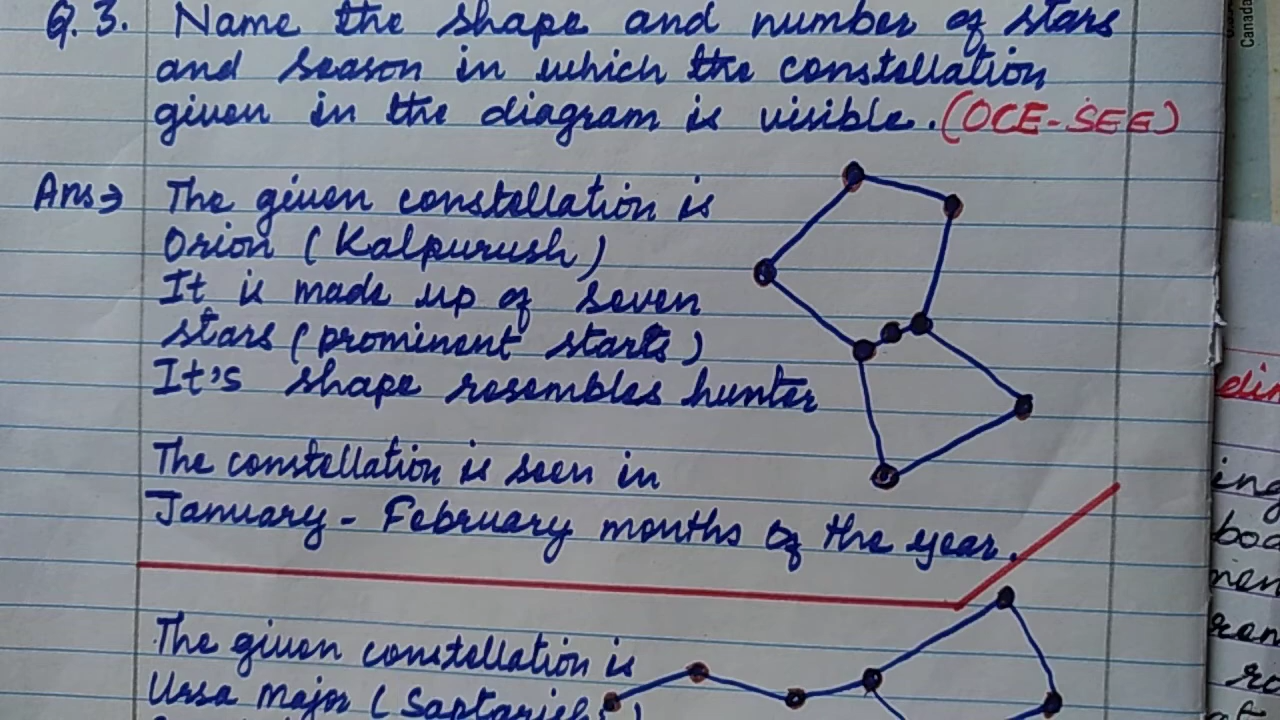 Q.3. Name the shape and number of stars
and season in which the constellation
given in the diagram is visible. (OCE-SEE)
Ans→ The given constellation is
Orion (Kalpurush)
It is made up of seven
stars (prominent starts)
It's shape resembles hunter
The constellation is seen in
January - February months of the year.
The given constellation is
Ursa Major (
Canada
ing